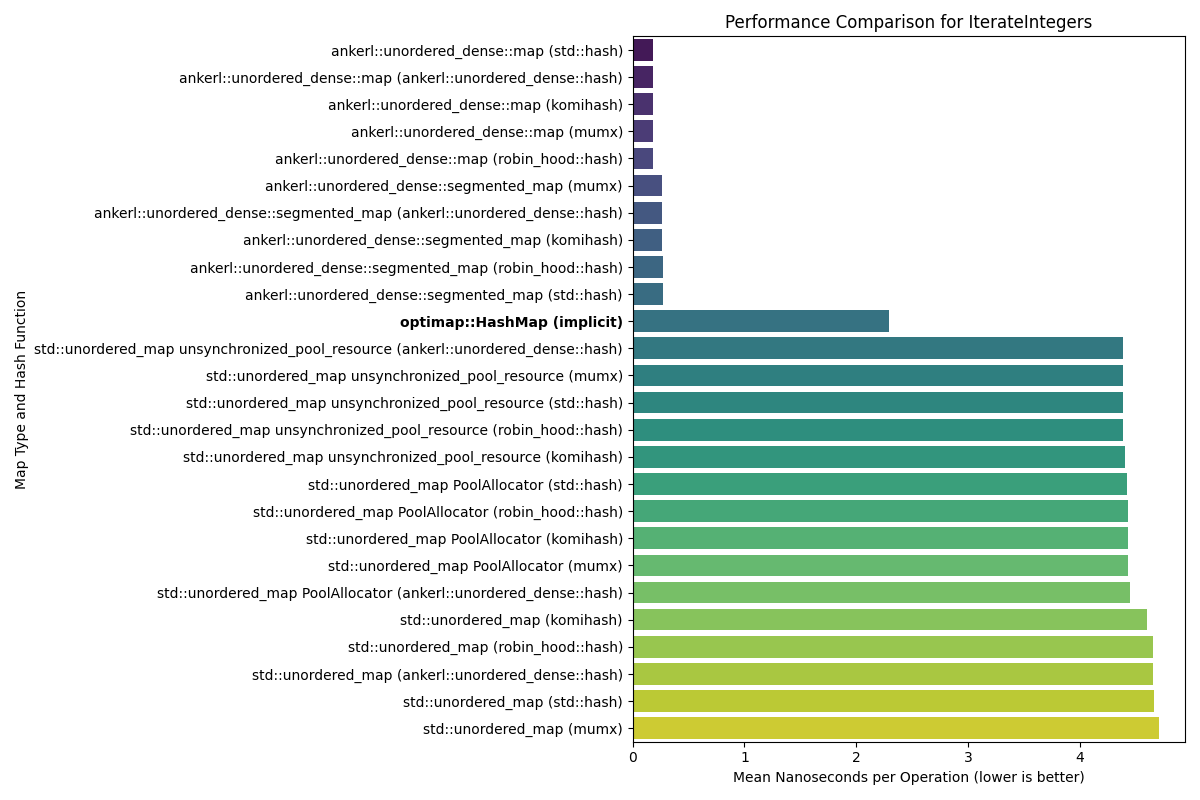 Performance Comparison for IterateIntegers
Map Type and Hash Function
ankerl::unordered_dense::map (std::hash)
ankerl::unordered_dense::map (ankerl::unordered_dense::hash)
ankerl::unordered_dense::map (komihash)
ankerl::unordered_dense::map (mumx)
ankerl::unordered_dense::map (robin_hood::hash)
ankerl::unordered_dense::segmented_map (mumx)
ankerl::unordered_dense::segmented_map (ankerl::unordered_dense::hash)
ankerl::unordered_dense::segmented_map (komihash)
ankerl::unordered_dense::segmented_map (robin_hood::hash)
ankerl::unordered_dense::segmented_map (std::hash)
optimap::HashMap (implicit)
std::unordered_map unsynchronized_pool_resource (ankerl::unordered_dense::hash)
std::unordered_map unsynchronized_pool_resource (mumx)
std::unordered_map unsynchronized_pool_resource (std::hash)
std::unordered_map unsynchronized_pool_resource (robin_hood::hash)
std::unordered_map unsynchronized_pool_resource (komihash)
std::unordered_map PoolAllocator (std::hash)
std::unordered_map PoolAllocator (robin_hood::hash)
std::unordered_map PoolAllocator (komihash)
std::unordered_map PoolAllocator (mumx)
std::unordered_map PoolAllocator (ankerl::unordered_dense::hash)
std::unordered_map (komihash)
std::unordered_map (robin_hood::hash)
std::unordered_map (ankerl::unordered_dense::hash)
std::unordered_map (std::hash)
std::unordered_map (mumx)
0 1 2 3 4
Mean Nanoseconds per Operation (lower is better)